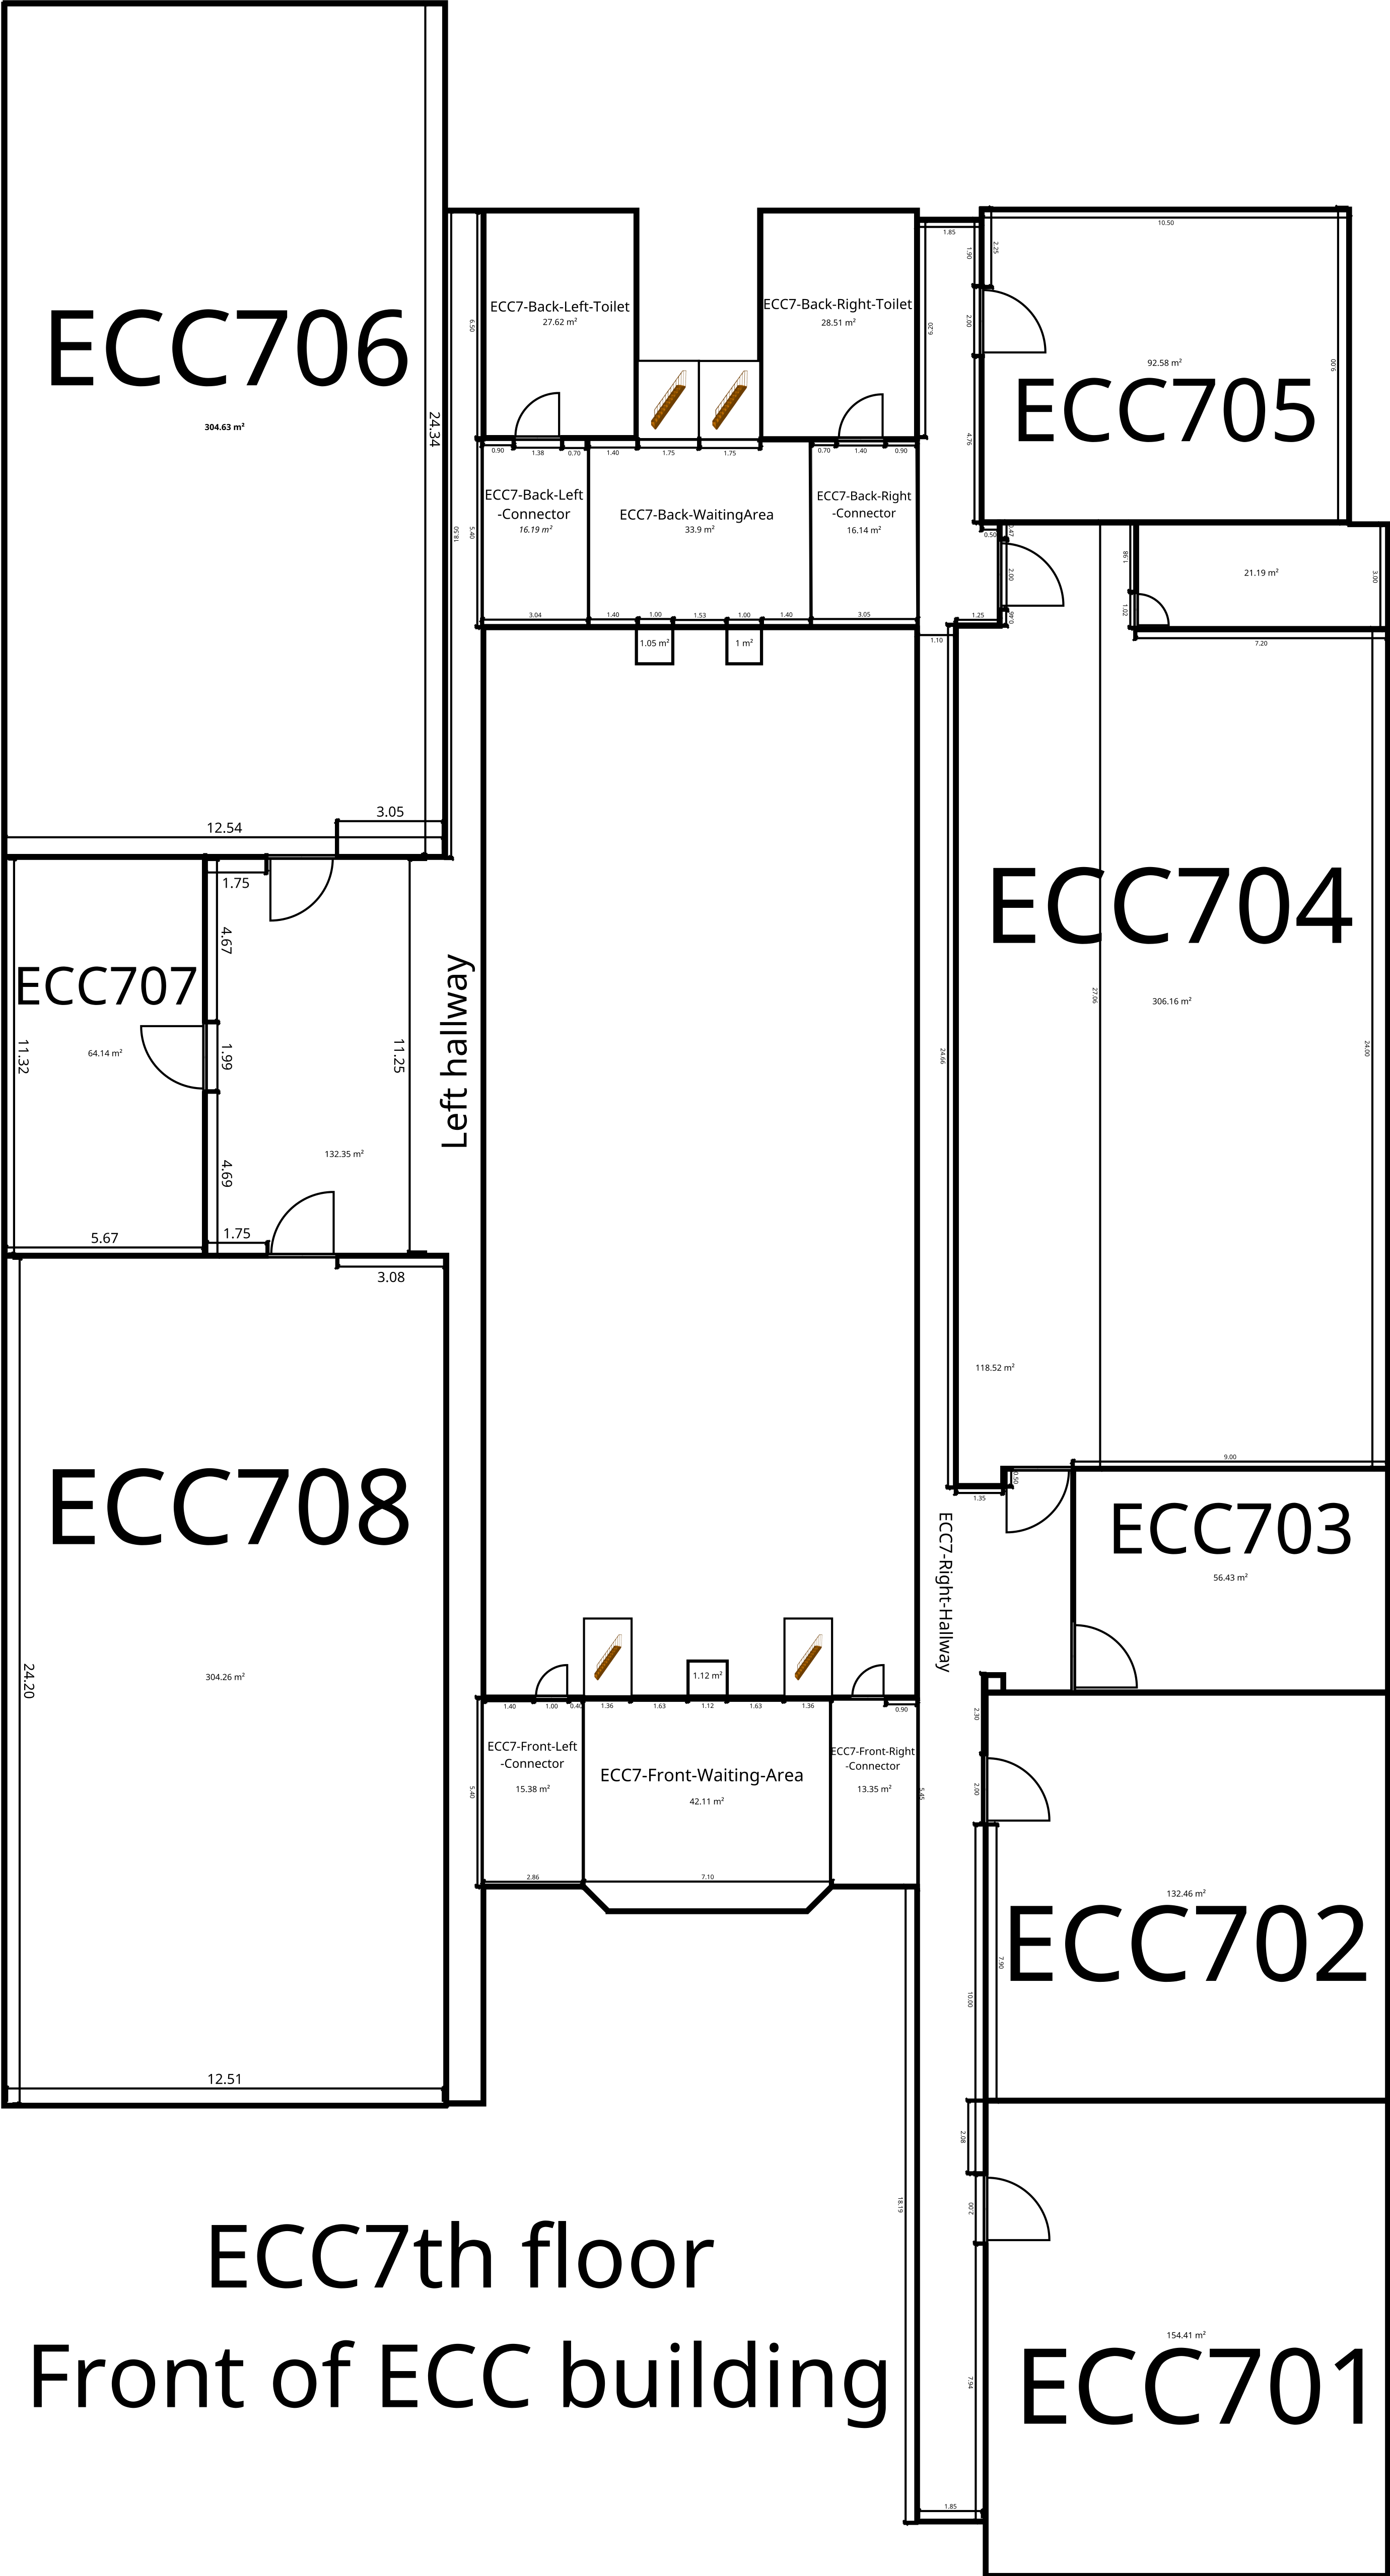 10.50
1.85
2.25
1.90
ECC7-Back-Left-Toilet
27.62 m²
ECC7-Back-Right-Toilet
28.51 m²
6.50
6.20
2.00
9.00
92.58 m²
ECC705
ECC706
304.63 m²
24.34
4.76
0.90
1.38
0.70
1.40
1.75
1.75
0.70
1.40
0.90
ECC7-Back-Left
-Connector
16.19 m²
ECC7-Back-WaitingArea
33.9 m²
ECC7-Back-Right
-Connector
16.14 m²
18.50
5.40
0.50
0.47
2.00
0.46
1.98
1.02
21.19 m²
3.00
3.04
1.40
1.00
1.53
1.00
1.40
3.05
1.25
1.10
1.05 m²
1 m²
7.20
3.05
12.54
1.75
4.67
ECC704
306.16 m²
27.06
24.66
24.00
ECC707
64.14 m²
11.32
1.99
11.25
Left hallway
132.35 m²
4.69
5.67
1.75
3.08
118.52 m²
9.00
0.50
1.35
ECC708
304.26 m²
24.20
12.51
ECC7-Right-Hallway
ECC703
56.43 m²
1.12 m²
1.40
1.00
0.40
1.36
1.63
1.12
1.63
1.36
0.90
ECC7-Front-Left
-Connector
15.38 m²
ECC7-Front-Waiting-Area
42.11 m²
ECC7-Front-Right
-Connector
13.35 m²
5.40
5.45
2.30
2.00
2.86
7.10
132.46 m²
ECC702
7.90
10.00
2.08
2.00
18.19
ECC7th floor
Front of ECC building
154.41 m²
ECC701
7.94
1.85